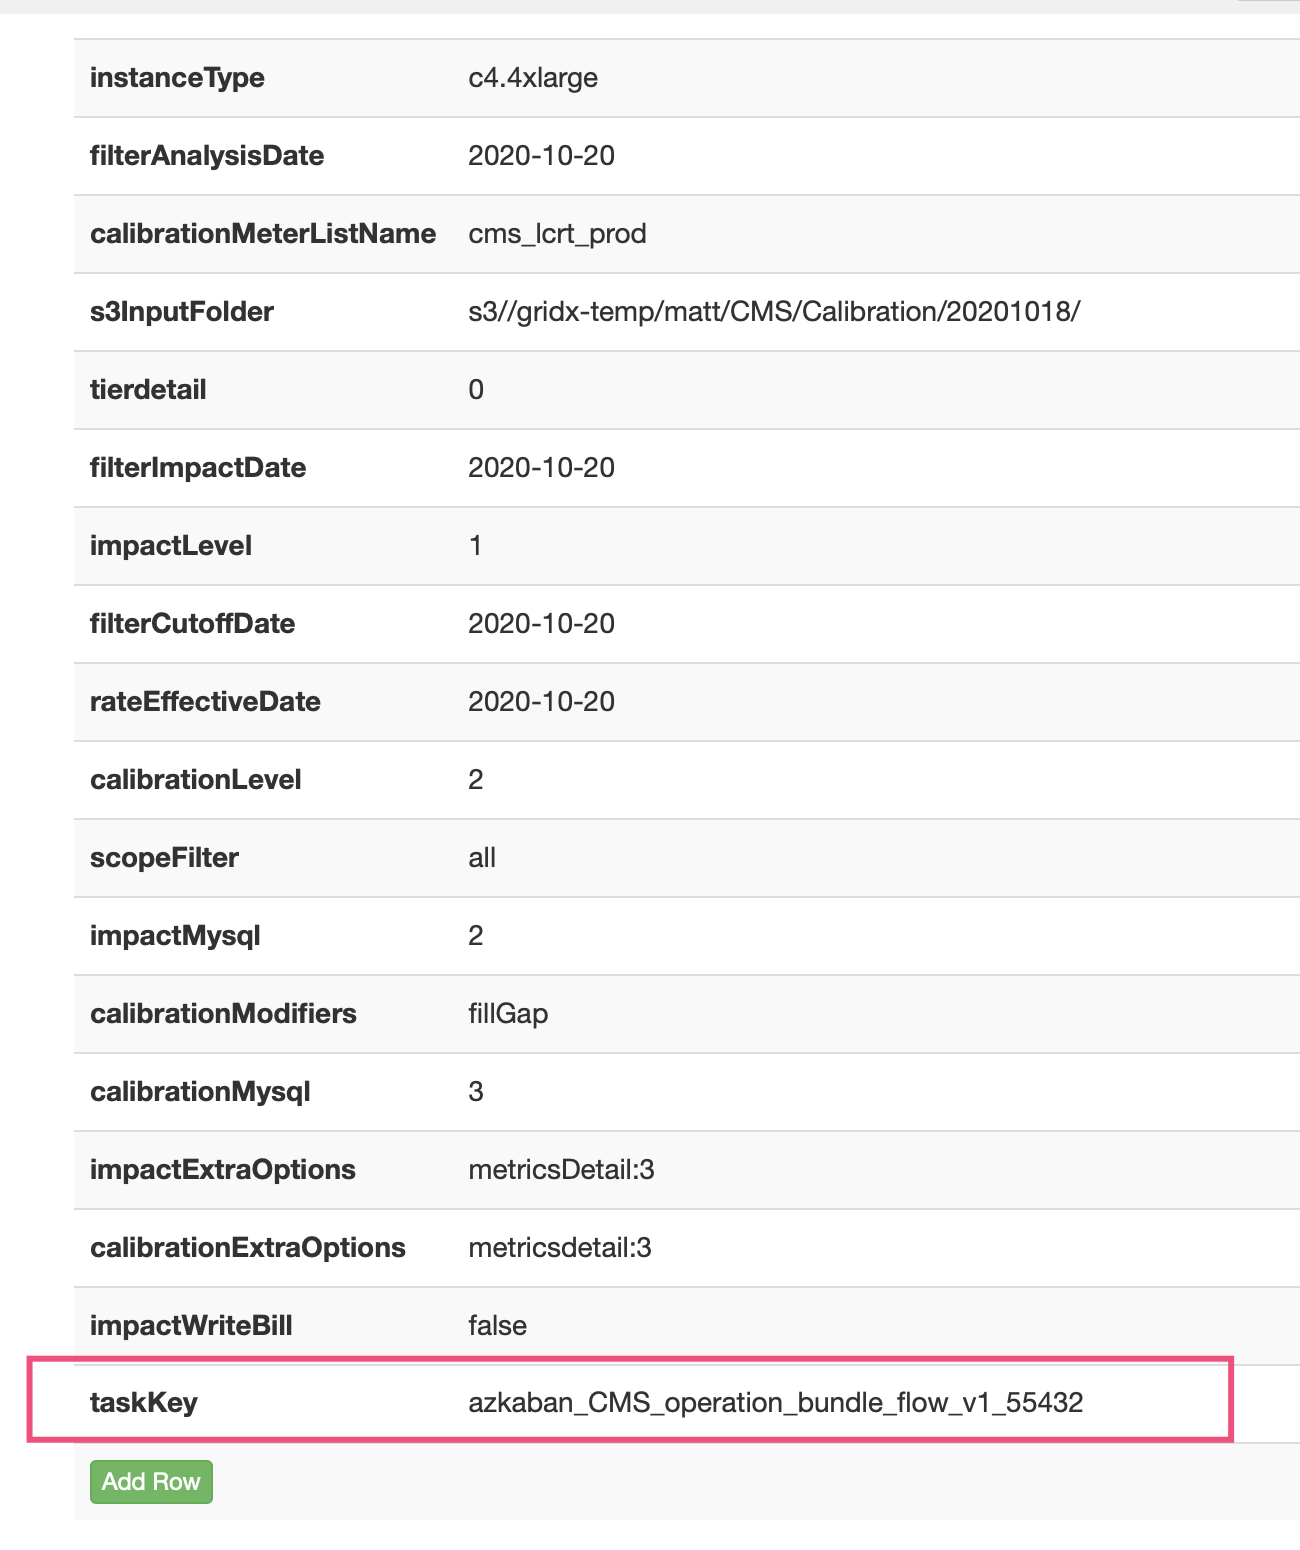 instanceType c4.4xlarge
filterAnalysisDate 2020-10-20
calibrationMeterListName cms_lcrt_prod
s3InputFolder s3//gridx-temp/matt/CMS/Calibration/20201018/
tierdetail 0
filterImpactDate 2020-10-20
impactLevel 1
filterCutoffDate 2020-10-20
rateEffectiveDate 2020-10-20
calibrationLevel 2
scopeFilter all
impactMysql 2
calibrationModifiers fillGap
calibrationMysql 3
impactExtraOptions metricsDetail:3
calibrationExtraOptions metricsdetail:3
impactWriteBill false
taskKey azkaban_CMS_operation_bundle_flow_v1_55432
Add Row